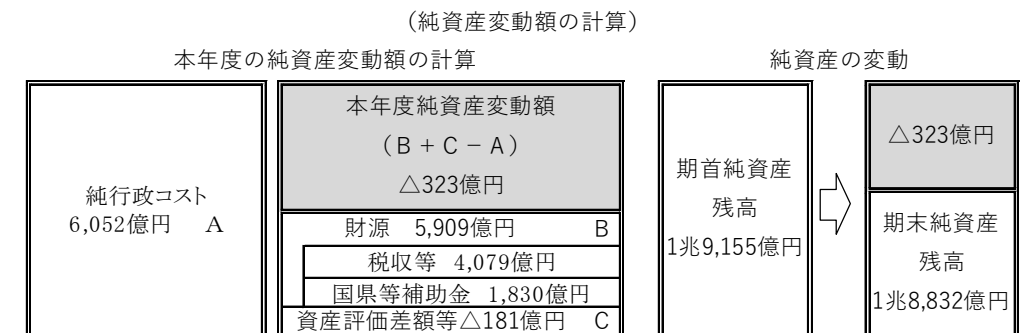 （純資産変動額の計算）
本年度の純資産変動額の計算
純資産の変動
純行政コスト
6,052億円 A
本年度純資産変動額
（B＋C－A）
△323億円
財源 5,909億円 B
税収等 4,079億円
国県等補助金 1,830億円
資産評価差額等△181億円 C
期首純資産
残高
1兆9,155億円
△323億円
期末純資産
残高
1兆8,832億円